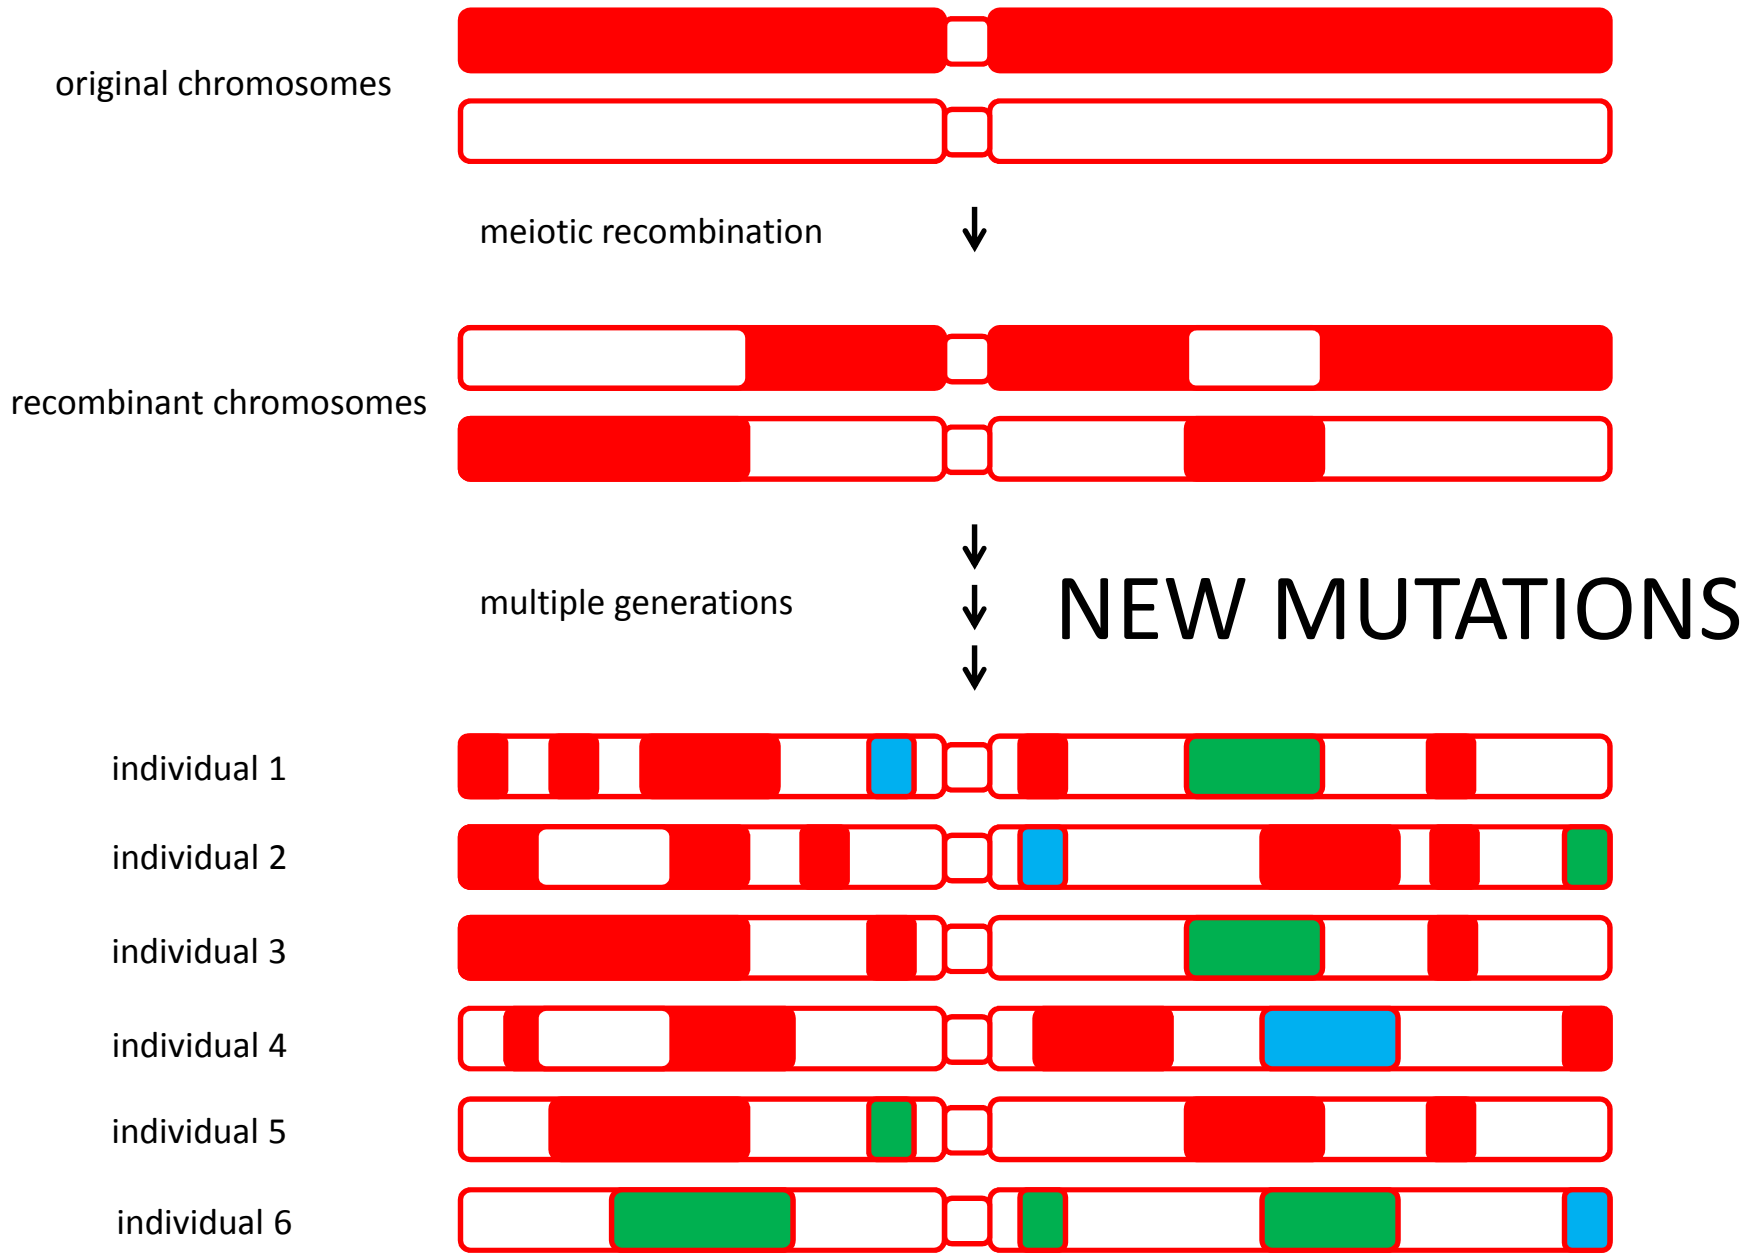 original chromosomes
meiotic recombination
recombinant chromosomes
multiple generations
NEW MUTATIONS
individual 1
individual 2
individual 3
individual 4
individual 5
individual 6